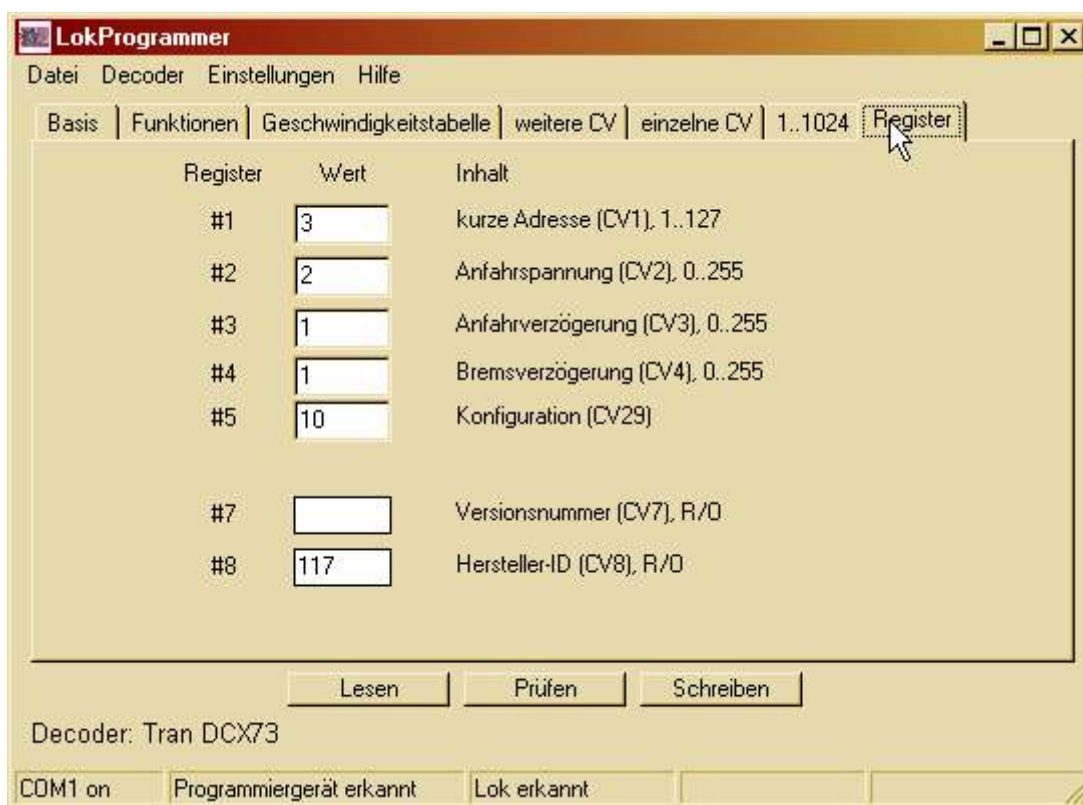 LokProgrammer
Datei Decoder Einstellungen Hilfe
Basis Funktionen Geschwindigkeitstabelle weitere CV einzelne CV 1..1024 Register
Register Wert Inhalt
#1 3 kurze Adresse (CV1), 1..127
#2 2 Anfahrspannung (CV2), 0..255
#3 1 Anfahrverzögerung (CV3), 0..255
#4 1 Bremsverzögerung (CV4), 0..255
#5 10 Konfiguration (CV29)
#7 Versionsnummer (CV7), R/O
#8 117 Hersteller-ID (CV8), R/O
Lesen Prüfen Schreiben
Decoder: Tran DCX73
COM1 on Programmiergerät erkannt Lok erkannt